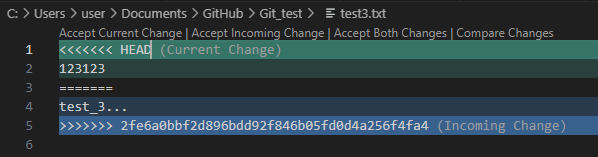 C: > Users > user > Documents > GitHub > Git_test > test3.txt
Accept Current Change | Accept Incoming Change | Accept Both Changes | Compare Changes
1 <<<<<<< HEAD (Current Change)
2 123123
3 =======
4 test_3...
5 >>>>>>> 2fe6a0bbf2d896bdd92f846b05fd0d4a256f4fa4 (Incoming Change)
6